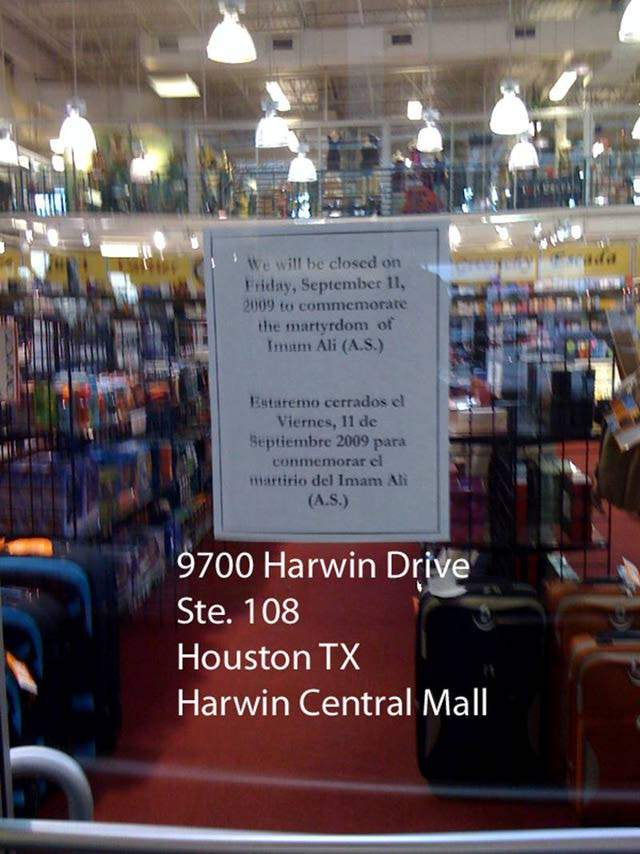 We will be closed on
Friday, September 11,
2009 to commemorate
the martyrdom of
Imam Ali (A.S.)
Estaremo cerrados el
Viernes, 11 de
Septiembre 2009 para
conmemorar el
martirio del Imam Ali
(A.S.)
9700 Harwin Drive
Ste. 108
Houston TX
Harwin Central Mall